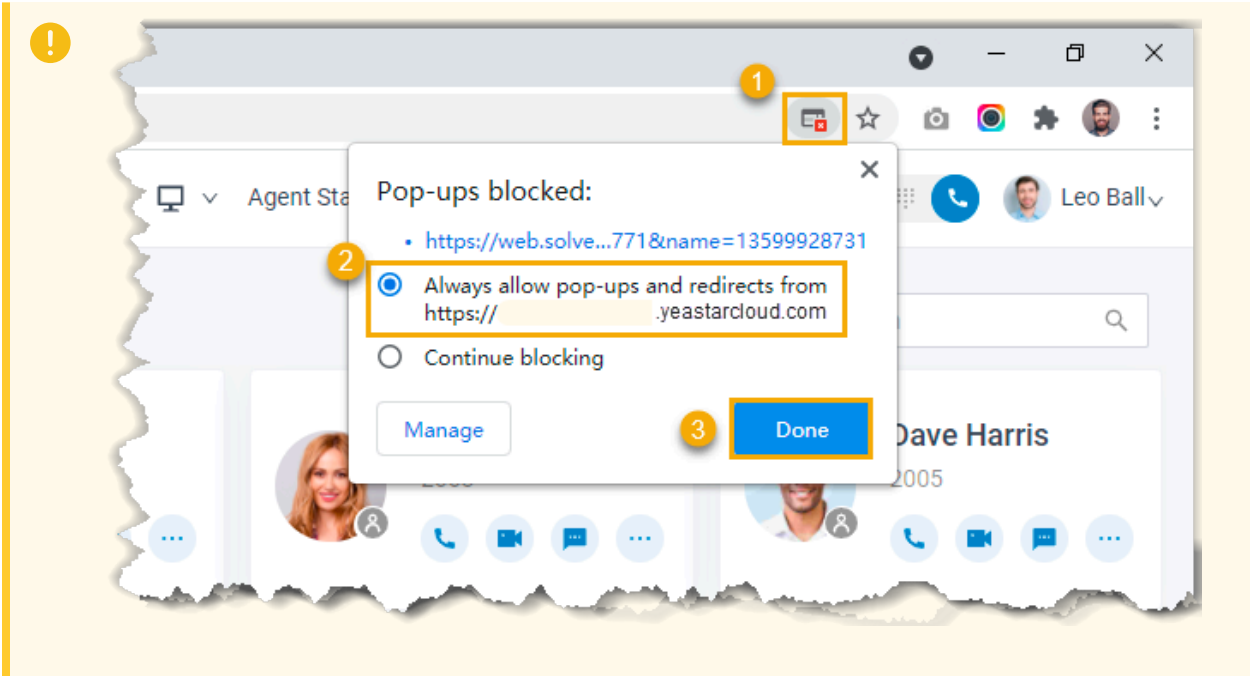 !
1
Agent Sta
Leo Ball
Pop-ups blocked:
• https://web.solve...771&name=13599928731
2
Always allow pop-ups and redirects from
https:// .yeastarcloud.com
Continue blocking
Manage
3
Done
Dave Harris
2005